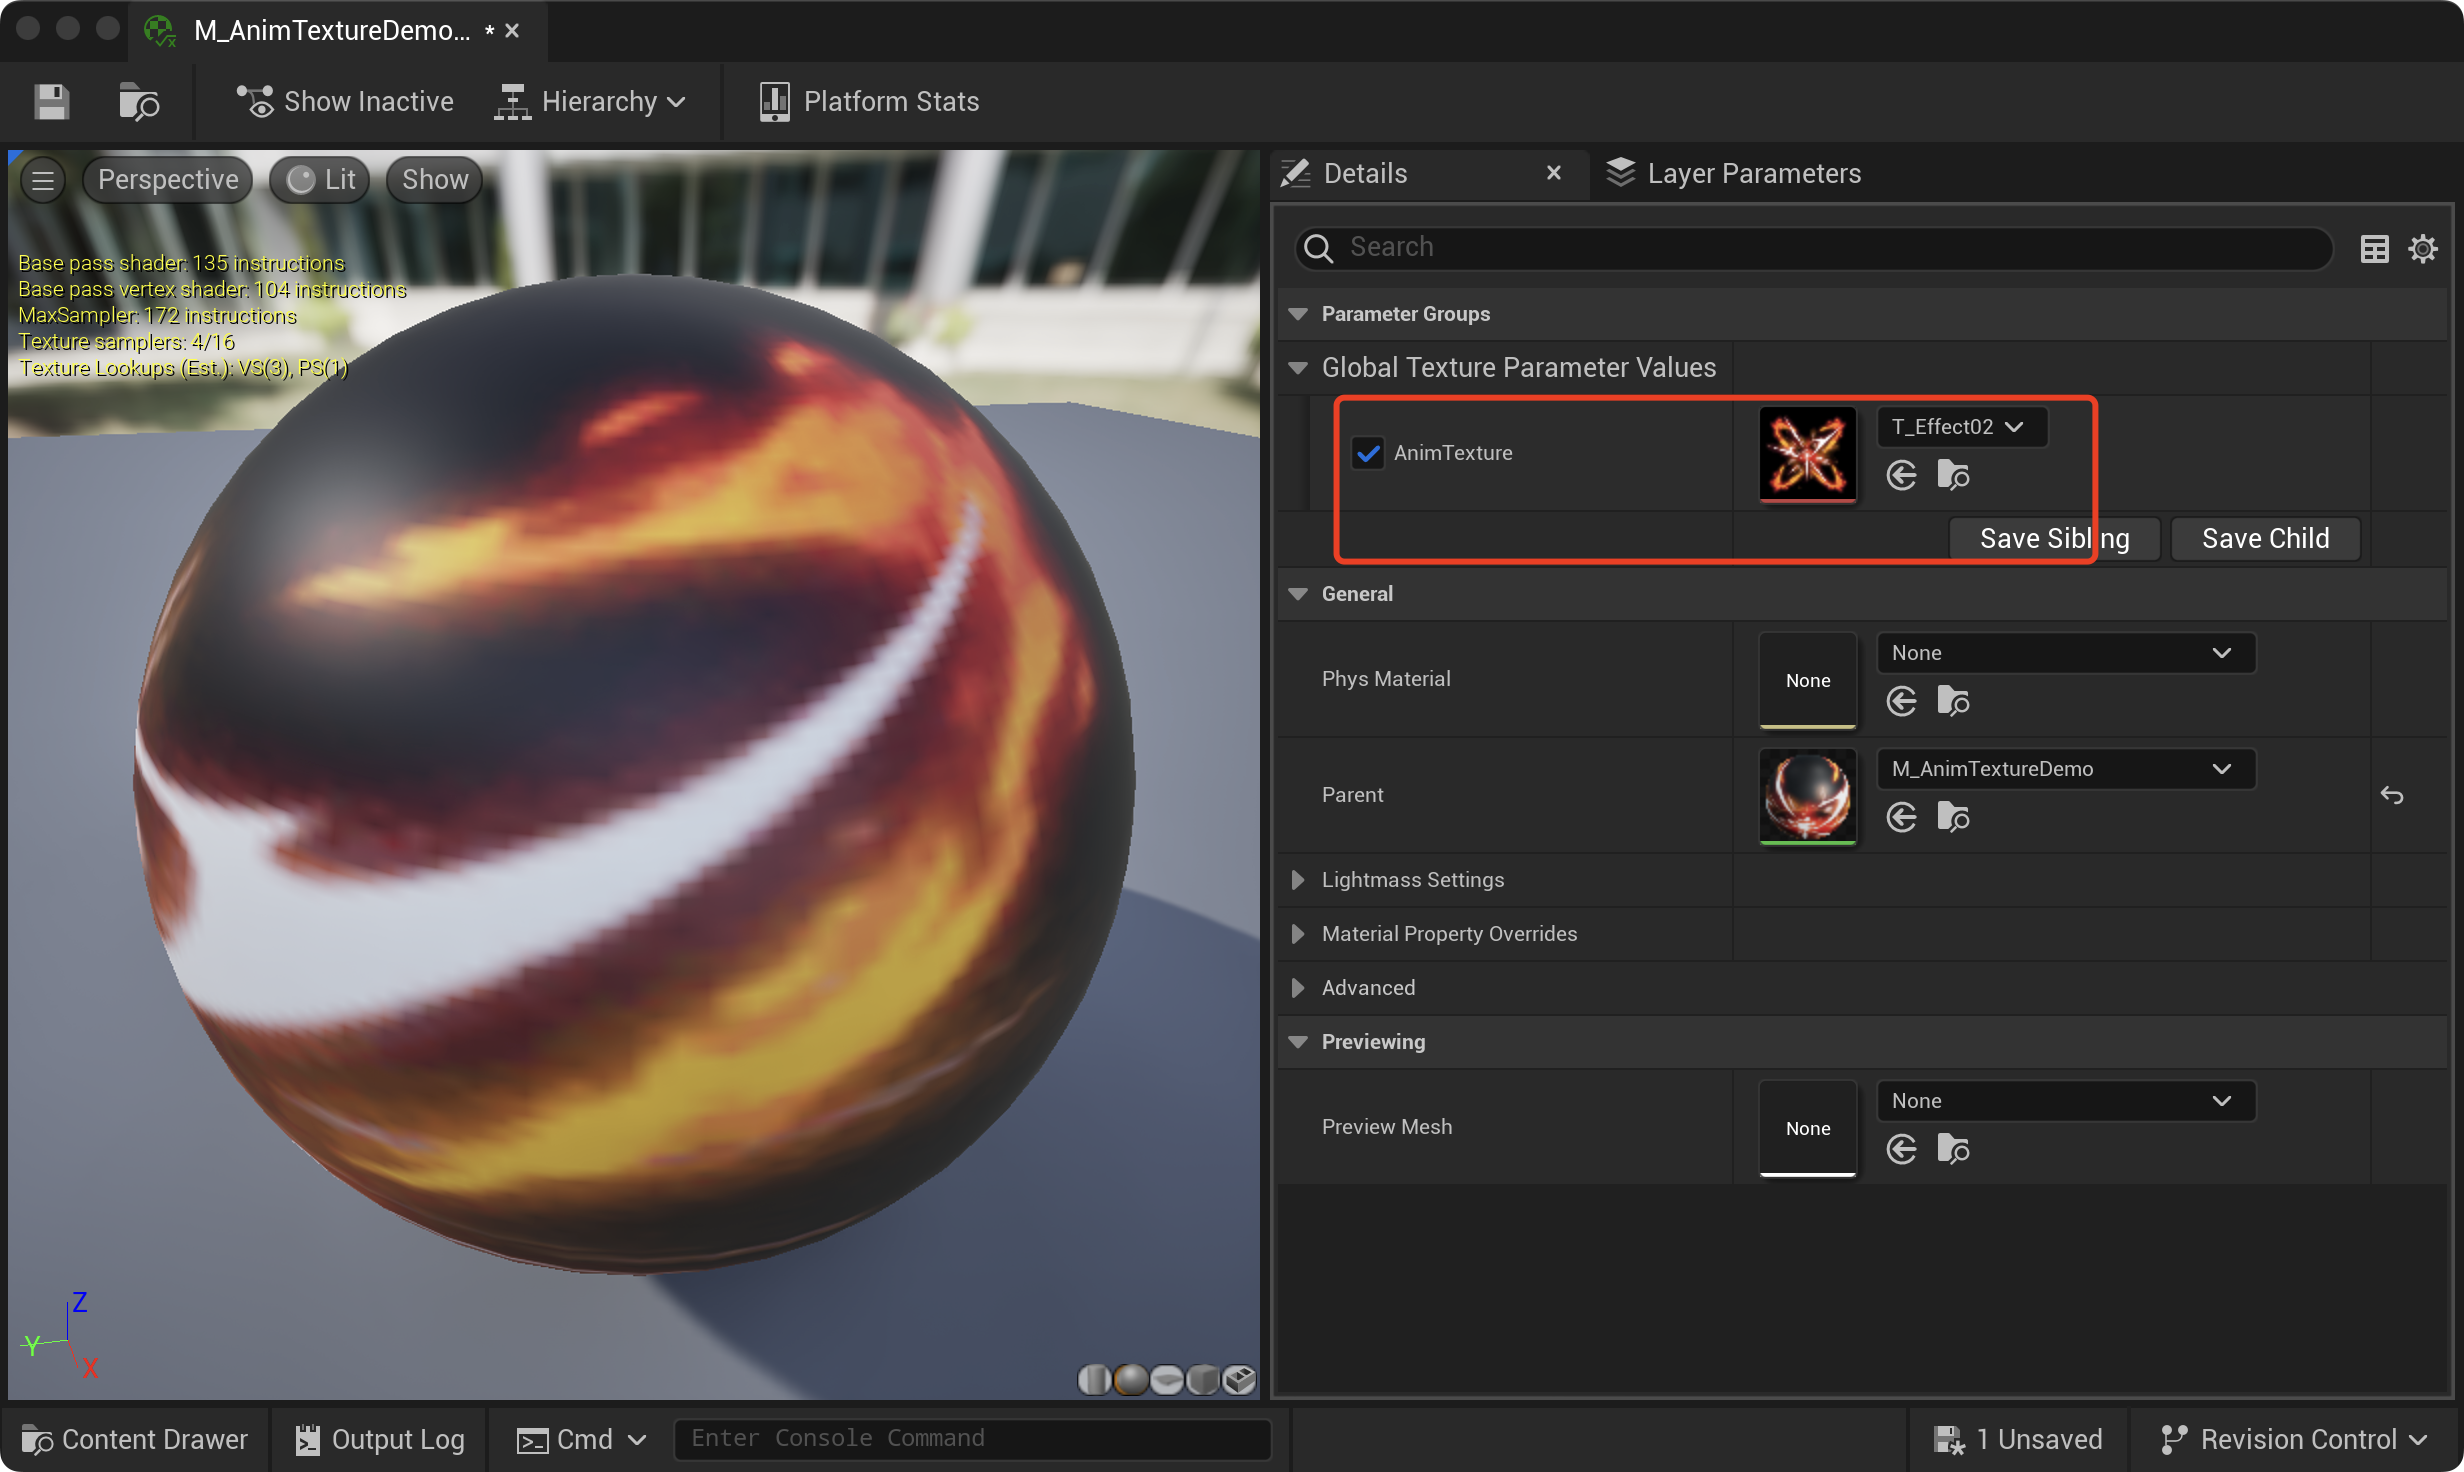 M_AnimTextureDemo... *
Show Inactive
Hierarchy
Platform Stats
Perspective
Lit
Show
Base pass shader: 135 instructions
Base pass vertex shader: 104 instructions
MaxSampler: 172 instructions
Texture samplers: 4/16
Texture Lookups (Est.): VS(3), PS(1)
Z
Y
X
Details
Layer Parameters
Search
Parameter Groups
Global Texture Parameter Values
AnimTexture
T_Effect02
Save Sibling
Save Child
General
Phys Material
None
None
Parent
M_AnimTextureDemo
Lightmass Settings
Material Property Overrides
Advanced
Previewing
Preview Mesh
None
None
Content Drawer
Output Log
Cmd
Enter Console Command
1 Unsaved
Revision Control